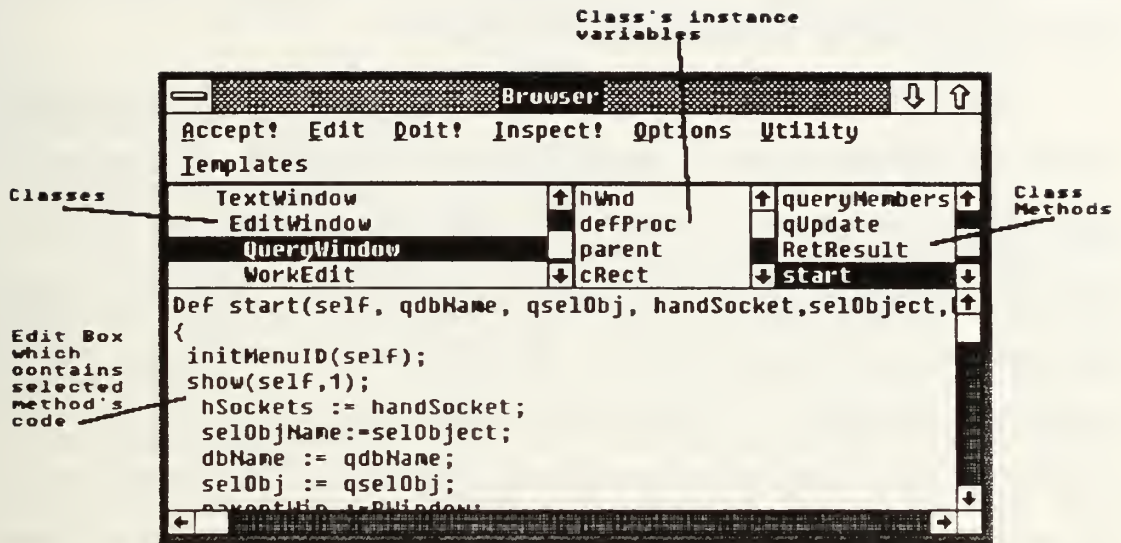 Class's instance
variables
Browser
Accept! Edit Doit! Inspect! Options Utility
Templates
Classes
TextWindow
EditWindow
QueryWindow
WorkEdit
hWnd
defProc
parent
cRect
queryMembers
qUpdate
RetResult
start
Class
Methods
Def start(self, qdbName, qselObj, handSocket,selObject,
{
initMenuID(self);
show(self,1);
hSockets := handSocket;
selObjName:=selObject;
dbName := qdbName;
selObj := qselObj;
Edit Box
which
contains
selected
method's
code